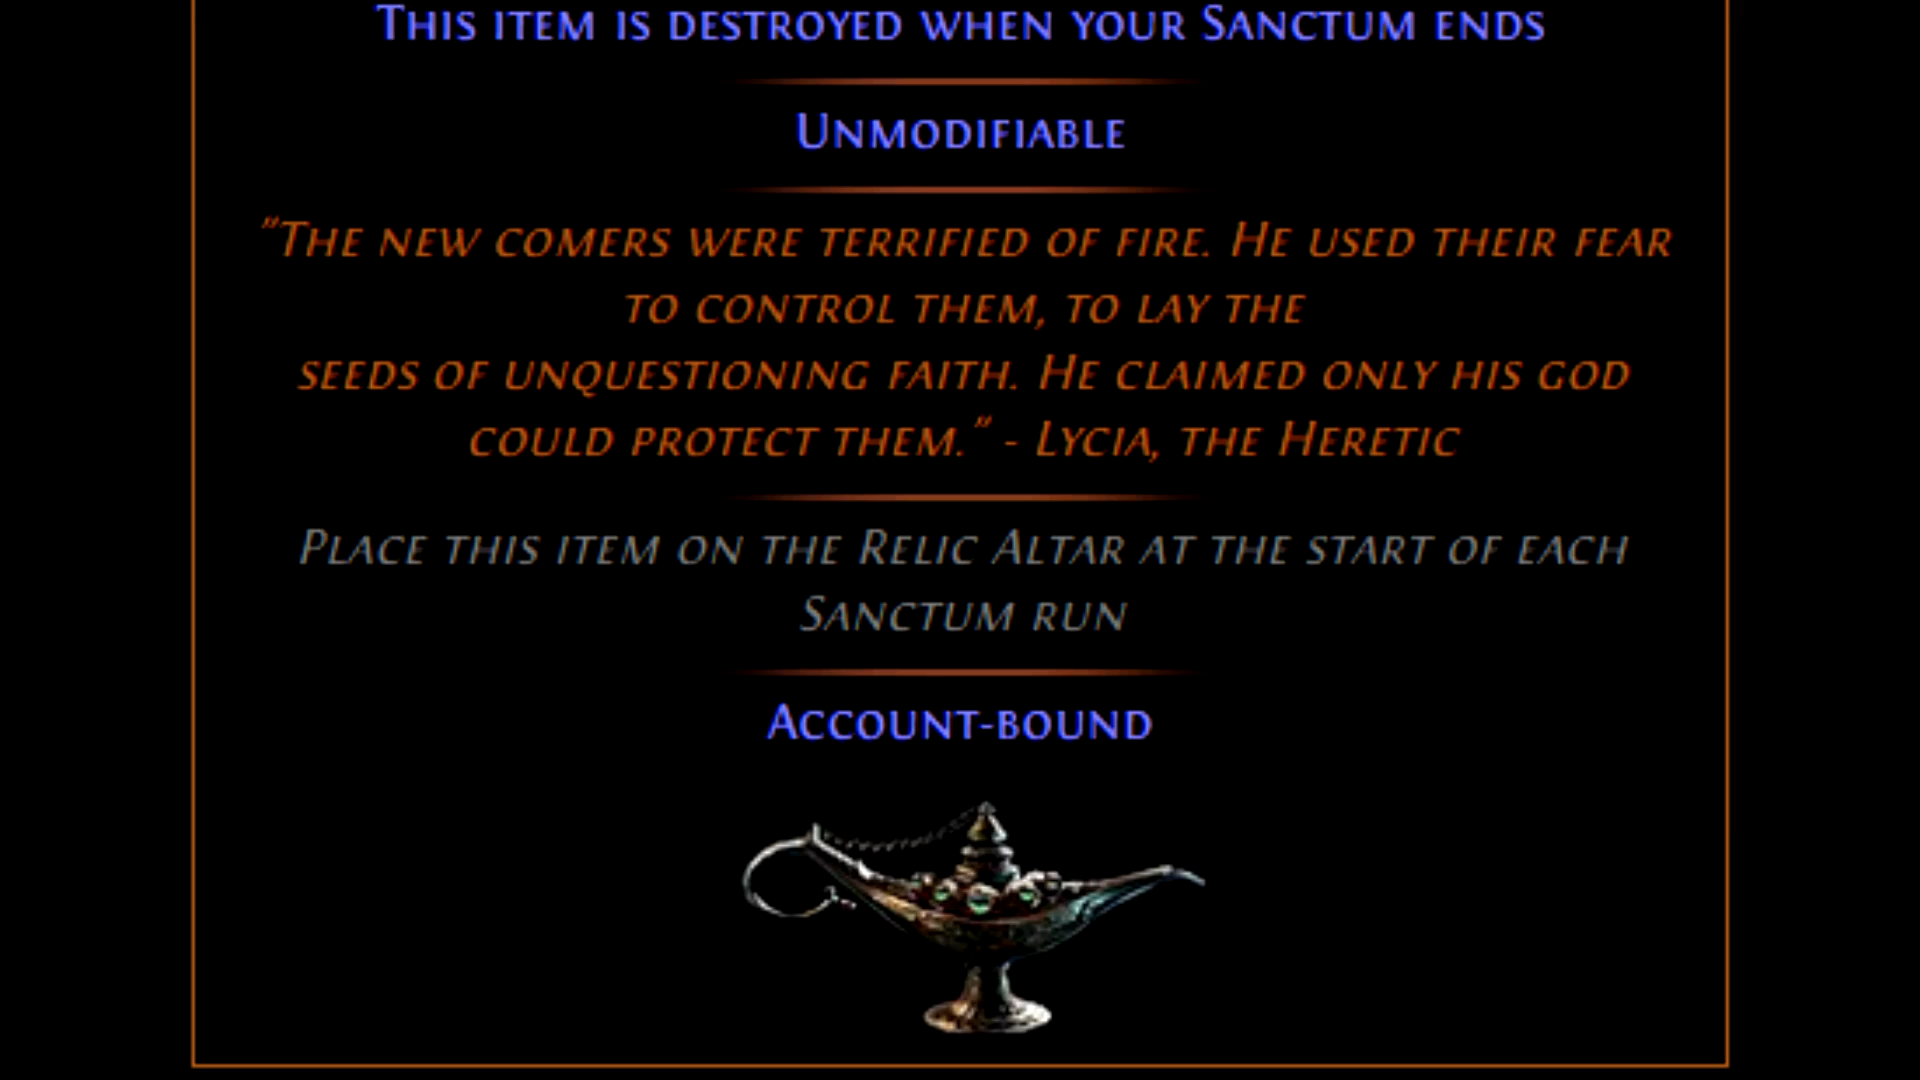 This item is destroyed when your Sanctum ends
Unmodifiable
"The new comers were terrified of fire. He used their fear
to control them, to lay the
seeds of unquestioning faith. He claimed only his god
could protect them." - Lycia, the Heretic
Place this item on the Relic Altar at the start of each
Sanctum run
Account-bound